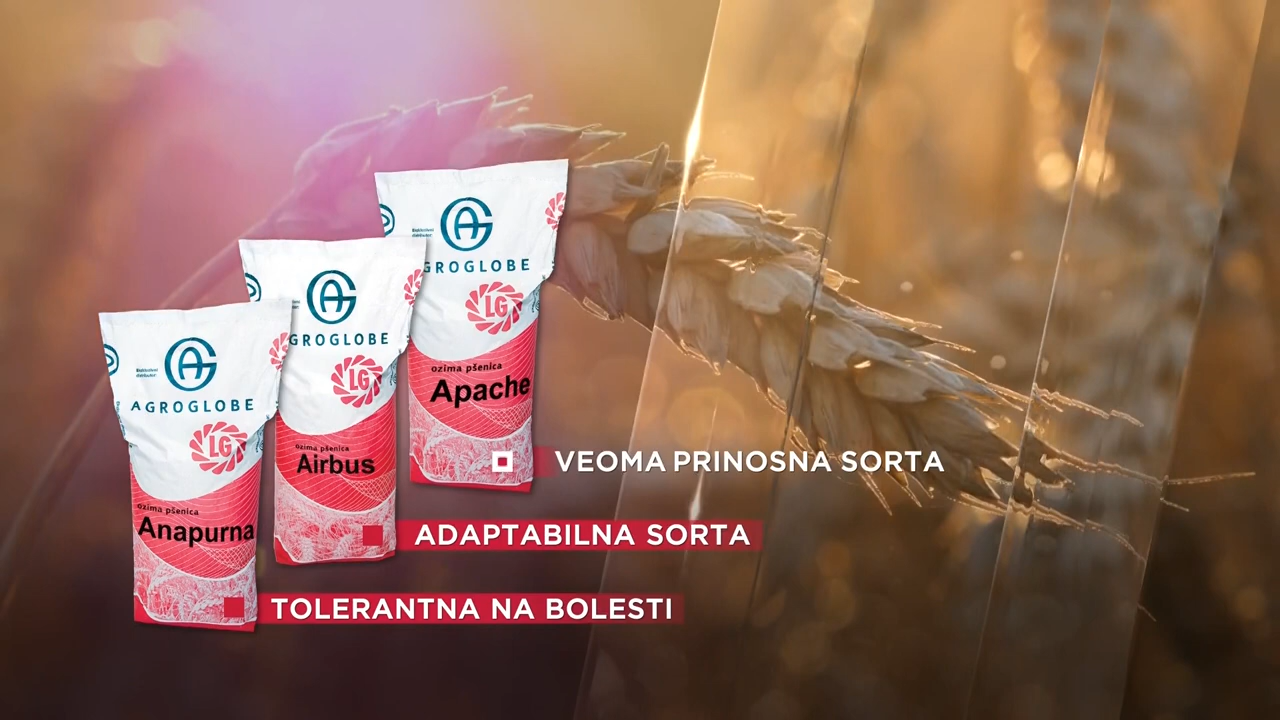 AGROGLOBE
LG
ozima pšenica
Apache
VEOMA PRINOSNA SORTA
GROGLOBE
LG
ozima pšenica
Airbus
ADAPTABILNA SORTA
AGROGLOBE
LG
ozima pšenica
Anapurna
TOLERANTNA NA BOLESTI